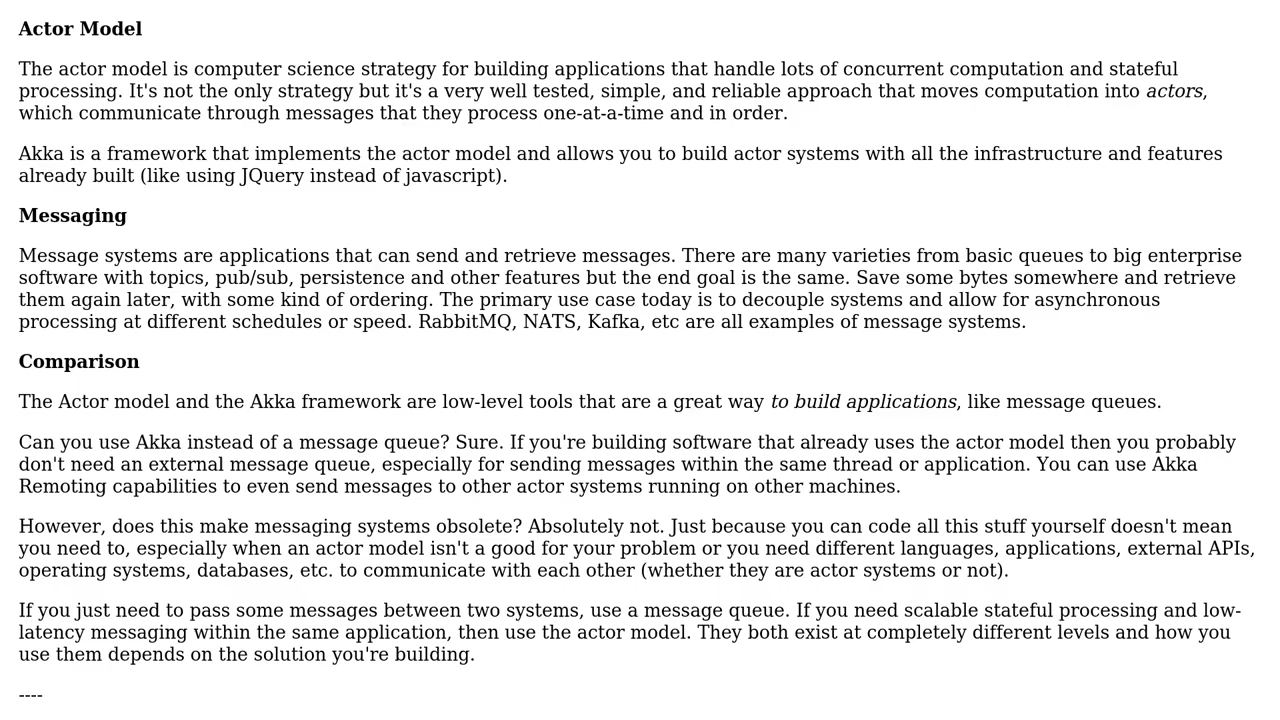 Actor Model
The actor model is computer science strategy for building applications that handle lots of concurrent computation and stateful
processing. It's not the only strategy but it's a very well tested, simple, and reliable approach that moves computation into actors,
which communicate through messages that they process one-at-a-time and in order.
Akka is a framework that implements the actor model and allows you to build actor systems with all the infrastructure and features
already built (like using JQuery instead of javascript).
Messaging
Message systems are applications that can send and retrieve messages. There are many varieties from basic queues to big enterprise
software with topics, pub/sub, persistence and other features but the end goal is the same. Save some bytes somewhere and retrieve
them again later, with some kind of ordering. The primary use case today is to decouple systems and allow for asynchronous
processing at different schedules or speed. RabbitMQ, NATS, Kafka, etc are all examples of message systems.
Comparison
The Actor model and the Akka framework are low-level tools that are a great way to build applications, like message queues.
Can you use Akka instead of a message queue? Sure. If you're building software that already uses the actor model then you probably
don't need an external message queue, especially for sending messages within the same thread or application. You can use Akka
Remoting capabilities to even send messages to other actor systems running on other machines.
However, does this make messaging systems obsolete? Absolutely not. Just because you can code all this stuff yourself doesn't mean
you need to, especially when an actor model isn't a good for your problem or you need different languages, applications, external APIs,
operating systems, databases, etc. to communicate with each other (whether they are actor systems or not).
If you just need to pass some messages between two systems, use a message queue. If you need scalable stateful processing and low-
latency messaging within the same application, then use the actor model. They both exist at completely different levels and how you
use them depends on the solution you're building.
----